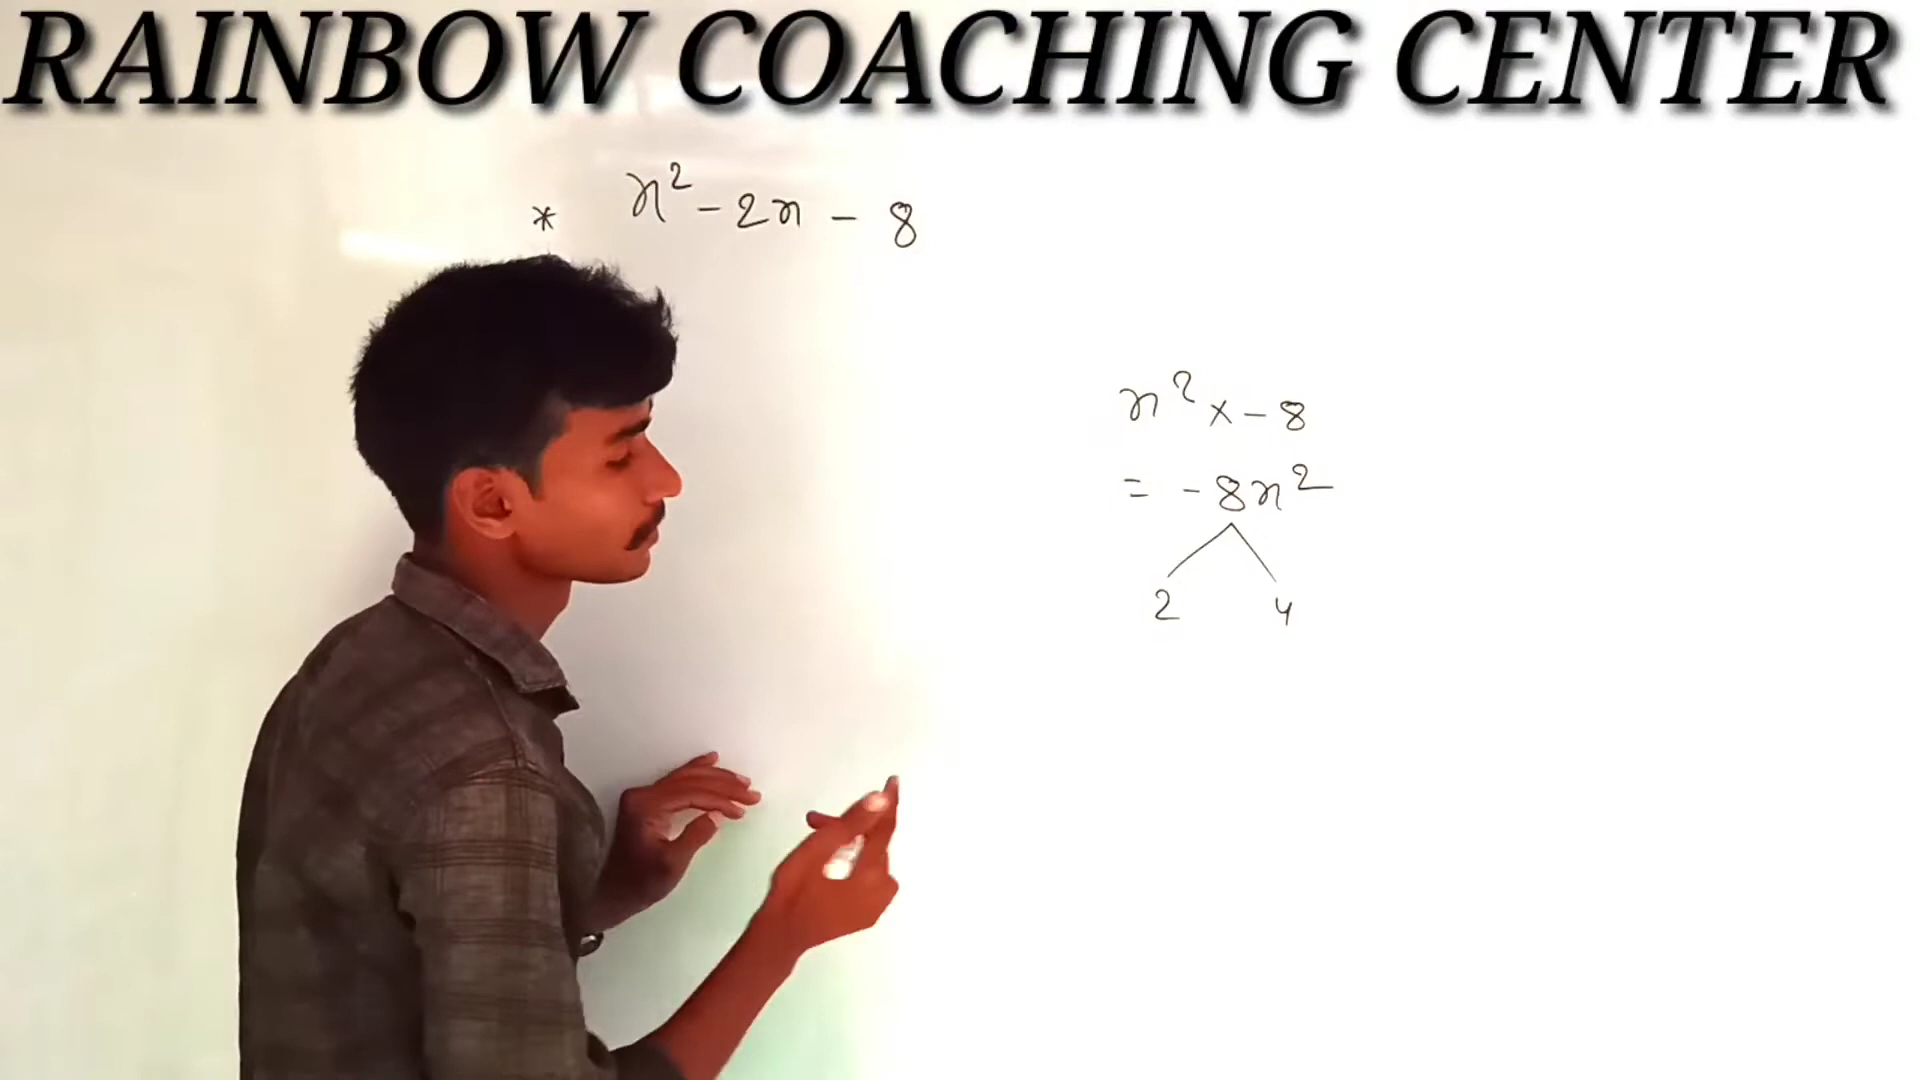 RAINBOW COACHING CENTER
* x² - 2x - 8
x² × - 8
= - 8x²
2 4